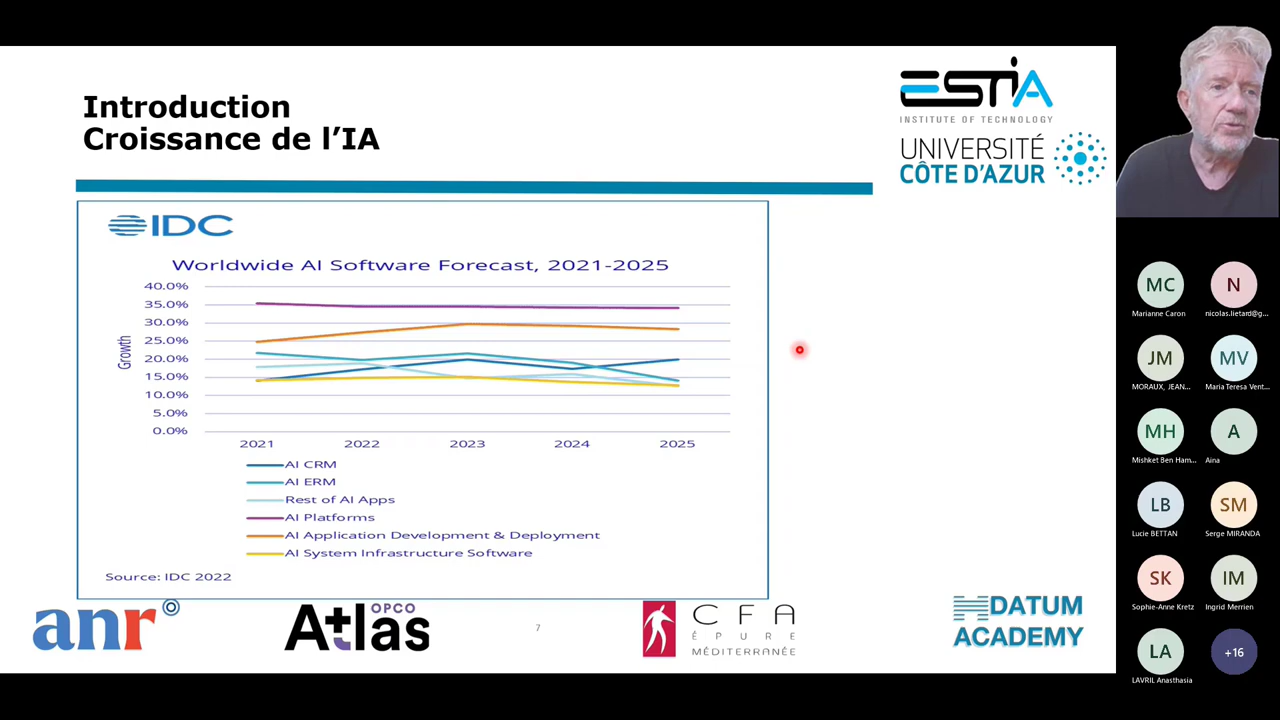 Introduction
Croissance de l’IA
ESTIA
INSTITUTE OF TECHNOLOGY
UNIVERSITÉ
CÔTE D'AZUR
IDC
Worldwide AI Software Forecast, 2021-2025
40.0%
35.0%
30.0%
25.0%
20.0%
15.0%
10.0%
5.0%
0.0%
Growth
2021 2022 2023 2024 2025
AI CRM
AI ERM
Rest of AI Apps
AI Platforms
AI Application Development & Deployment
AI System Infrastructure Software
Source: IDC 2022
anr
OPCO
Atlas
7
CFA
ÉPURE
MÉDITERRANÉE
DATUM
ACADEMY
MC N
Marianne Caron nicolas.lietard@g...
JM MV
MORAUX, JEAN... Maria Teresa Vent...
MH A
Mishket Ben Ham... Aina
LB SM
Lucie BETTAN Serge MIRANDA
SK IM
Sophie-Anne Kretz Ingrid Merrien
LA +16
LAVRIL Anasthasia